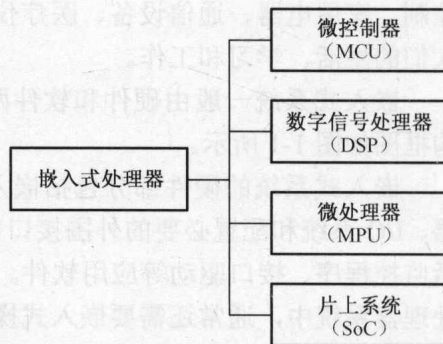 微控制器
（MCU）
数字信号处理器
（DSP）
嵌入式处理器
微处理器
（MPU）
片上系统
（SoC）